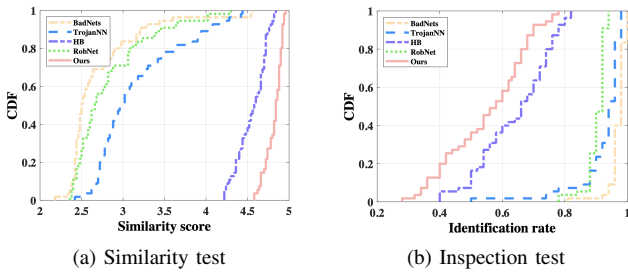 1
0.8
0.6
0.4
0.2
0
CDF
BadNets
TrojanNN
HB
RobNet
Ours
2 2.5 3 3.5 4 4.5 5
Similarity score
(a) Similarity test
1
0.8
0.6
0.4
0.2
0
CDF
BadNets
TrojanNN
HB
RobNet
Ours
0.2 0.4 0.6 0.8 1
Identification rate
(b) Inspection test